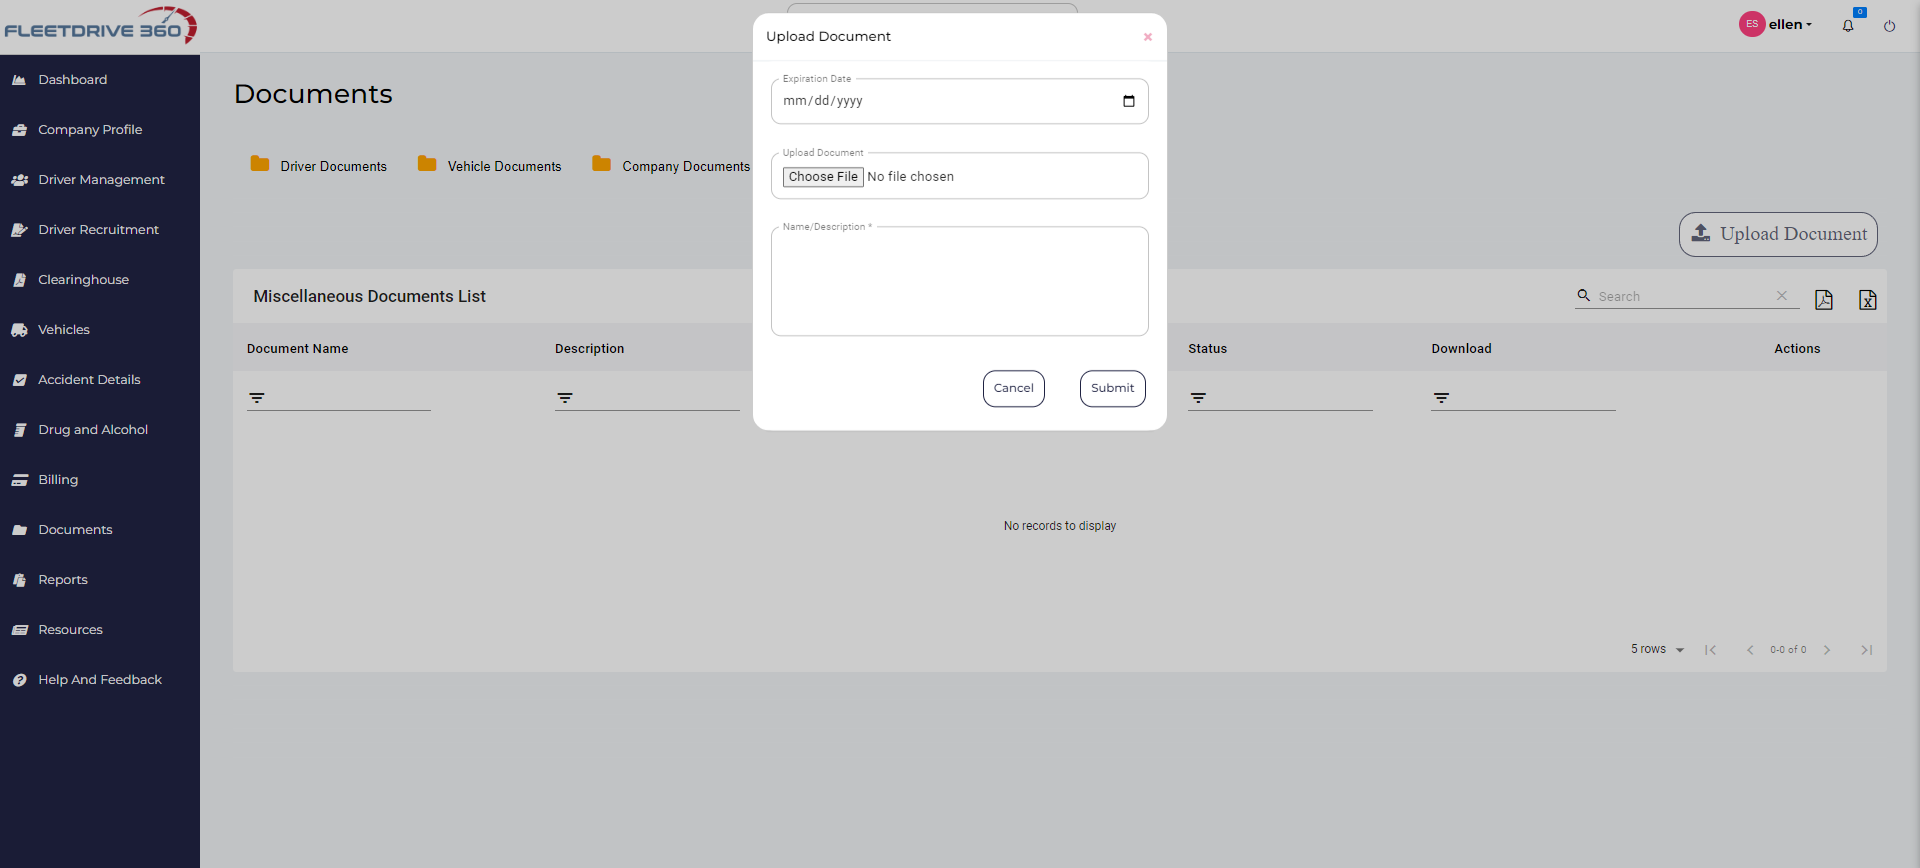 FLEETDRIVE 360
ES ellen
0
Dashboard
Company Profile
Driver Management
Driver Recruitment
Clearinghouse
Vehicles
Accident Details
Drug and Alcohol
Billing
Documents
Reports
Resources
Help And Feedback
Documents
Driver Documents Vehicle Documents Company Documents
Upload Document
Miscellaneous Documents List
Search
Document Name Description Status Download Actions
No records to display
5 rows 0-0 of 0
Upload Document
Expiration Date
mm/dd/yyyy
Upload Document
Choose File No file chosen
Name/Description *
Cancel Submit